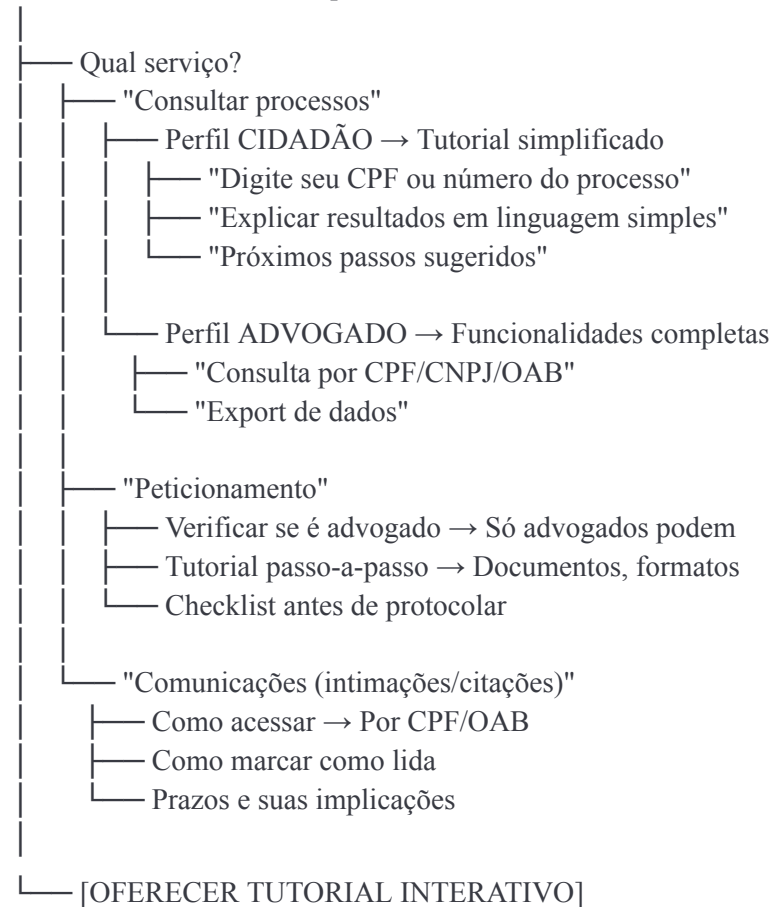 Qual serviço?
"Consultar processos"
Perfil CIDADÃO → Tutorial simplificado
"Digite seu CPF ou número do processo"
"Explicar resultados em linguagem simples"
"Próximos passos sugeridos"
Perfil ADVOGADO → Funcionalidades completas
"Consulta por CPF/CNPJ/OAB"
"Export de dados"
"Peticionamento"
Verificar se é advogado → Só advogados podem
Tutorial passo-a-passo → Documentos, formatos
Checklist antes de protocolar
"Comunicações (intimações/citações)"
Como acessar → Por CPF/OAB
Como marcar como lida
Prazos e suas implicações
[OFERECER TUTORIAL INTERATIVO]